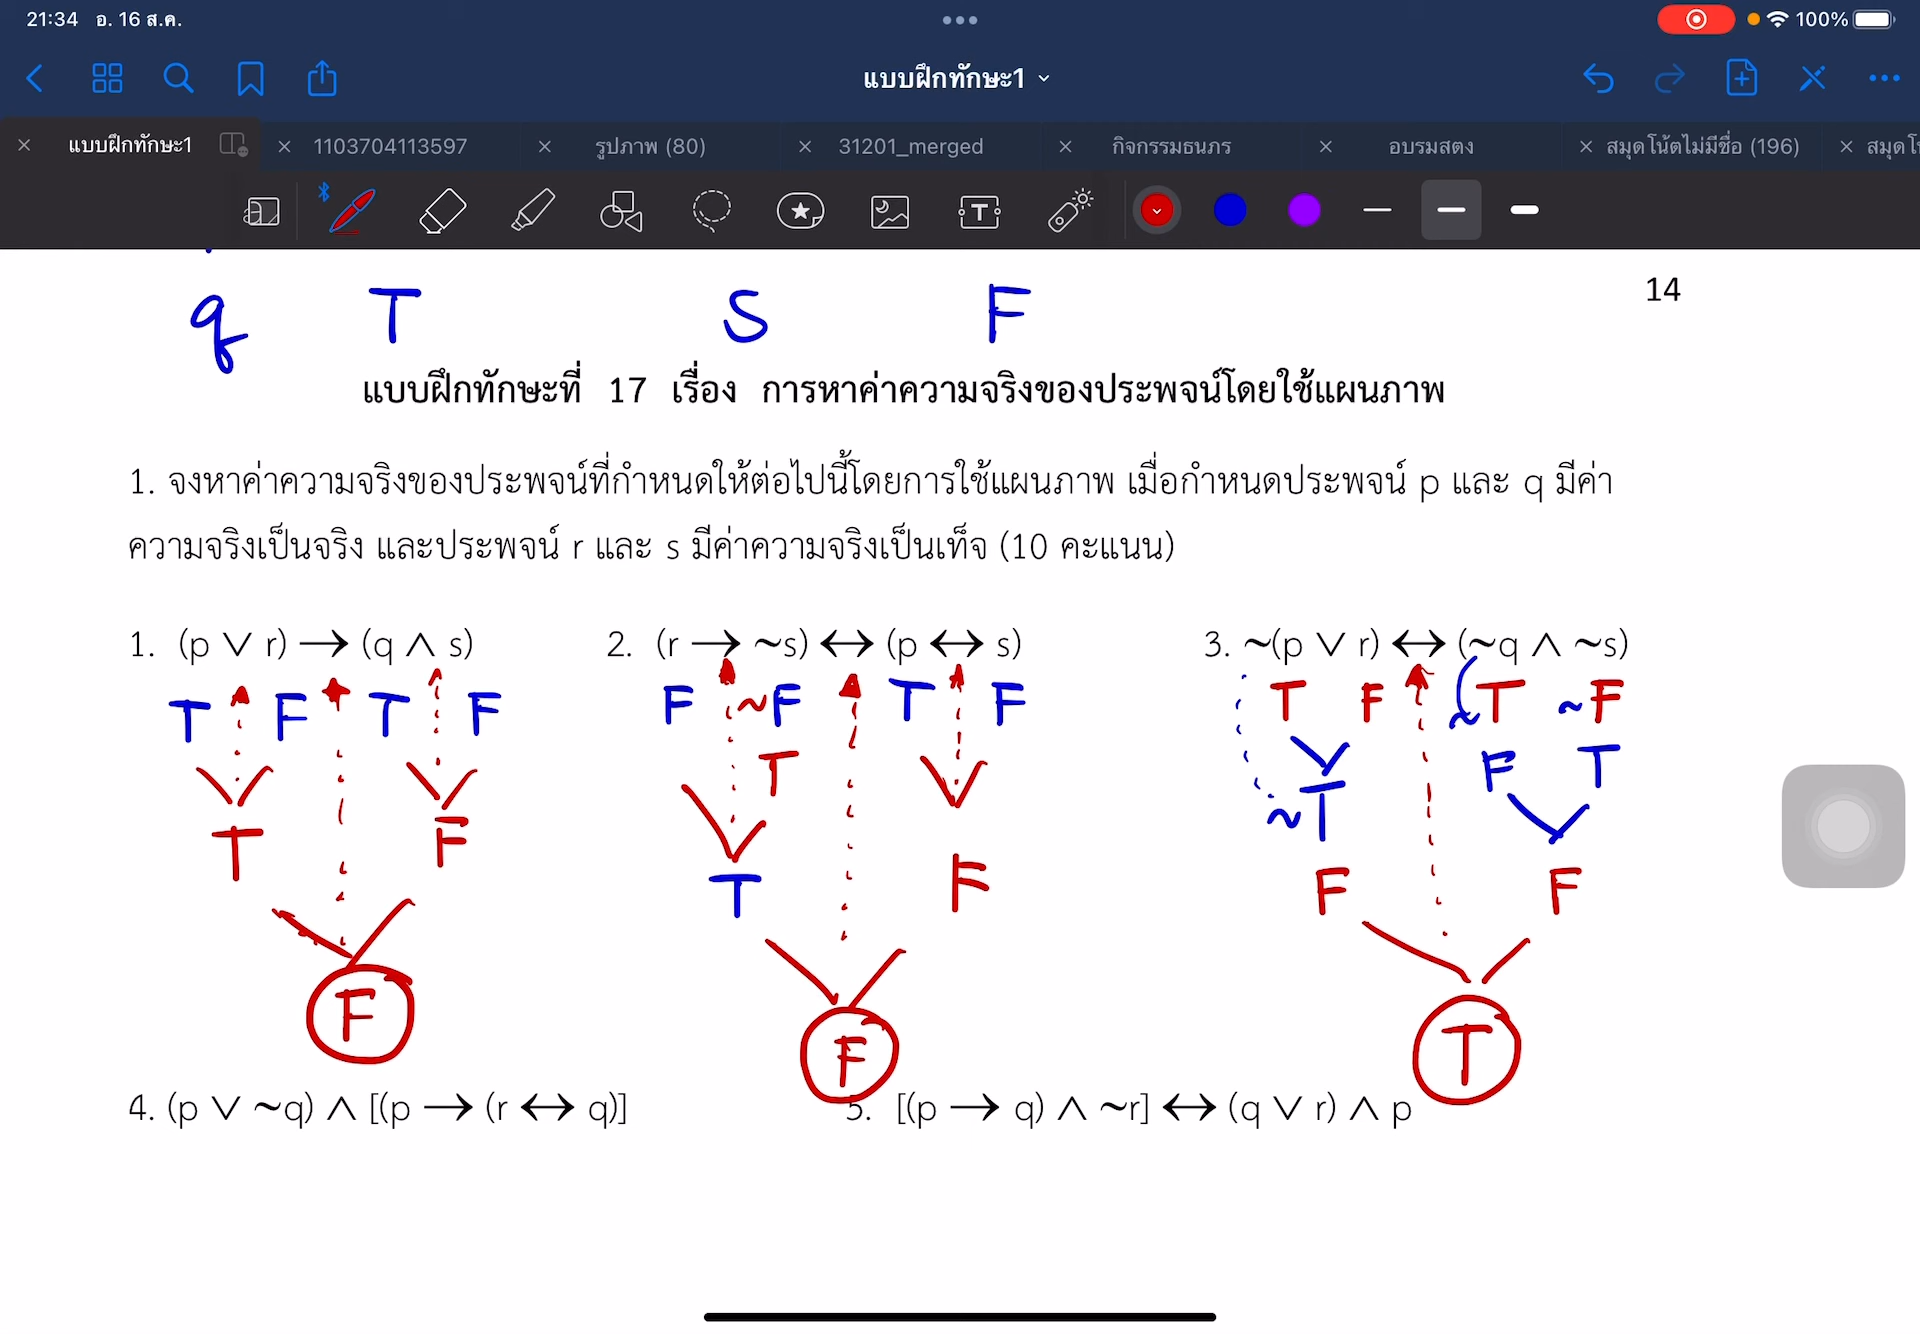 21:34 อ. 16 ส.ค. 100%
แบบฝึกทักษะ1
แบบฝึกทักษะ1 1103704113597 รูปภาพ (80) 31201_merged กิจกรรมธนภร อบรมสตง สมุดโน้ตไม่มีชื่อ (196)
14
q T S F
แบบฝึกทักษะที่ 17 เรื่อง การหาค่าความจริงของประพจน์โดยใช้แผนภาพ
1. จงหาค่าความจริงของประพจน์ที่กำหนดให้ต่อไปนี้โดยการใช้แผนภาพ เมื่อกำหนดประพจน์ p และ q มีค่า
ความจริงเป็นจริง และประพจน์ r และ s มีค่าความจริงเป็นเท็จ (10 คะแนน)
1. (p ∨ r) → (q ∧ s) 2. (r → ~s) ↔ (p ↔ s) 3. ~(p ∨ r) ↔ (~q ∧ ~s)
T F T F F ~F T F T F ~T ~F
T F T
T F ~T
T F F F
F F T
4. (p ∨ ~q) ∧ [(p → (r ↔ q)] 5. [(p → q) ∧ ~r] ↔ (q ∨ r) ∧ p